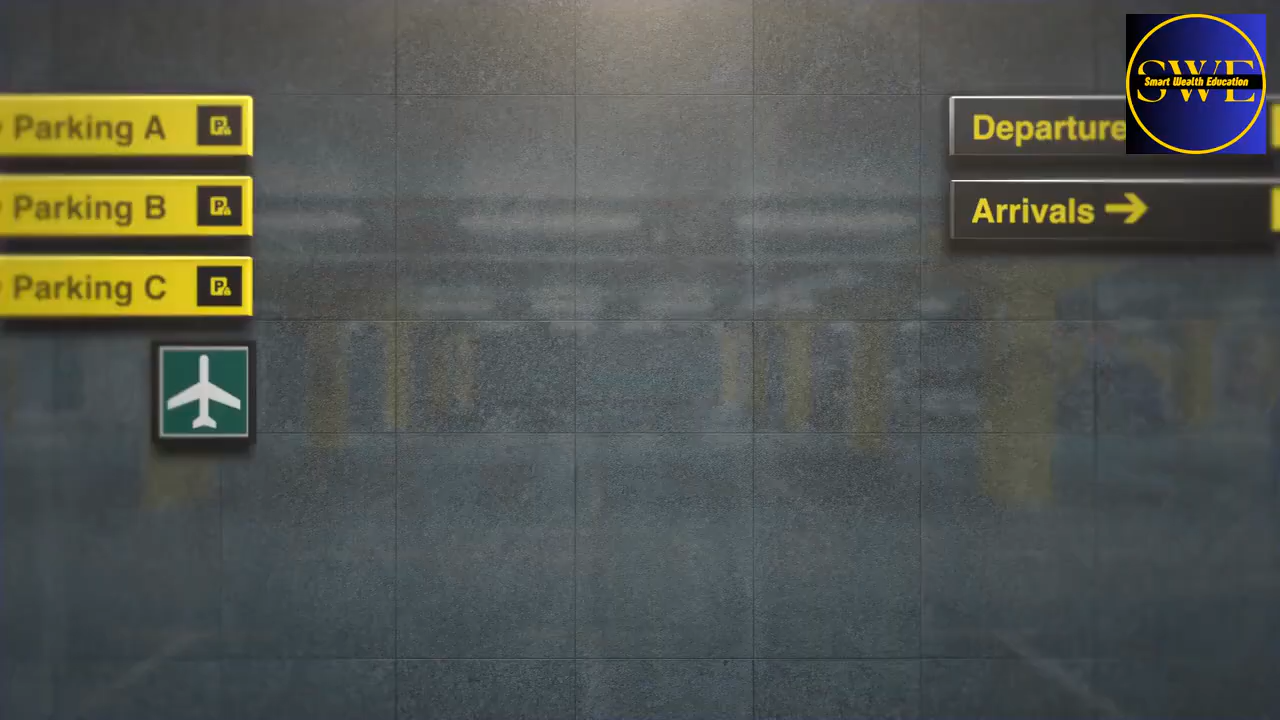 Parking A
P
Parking B
P
Parking C
P
Departure
Arrivals →
SWE
Smart Wealth Education